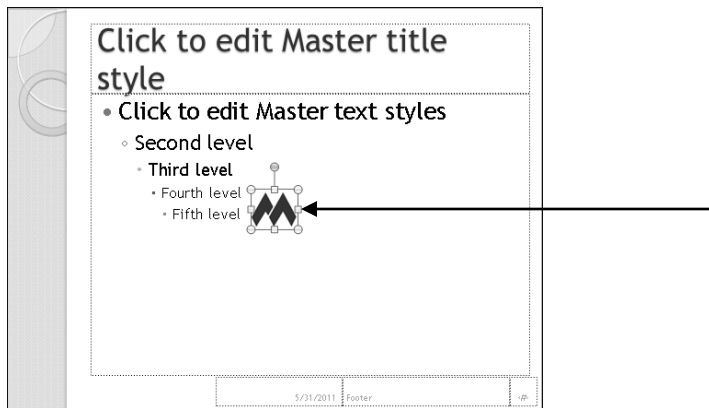 Click to edit Master title
style
• Click to edit Master text styles
◦ Second level
• Third level
• Fourth level
• Fifth level
5/31/2011 Footer ‹#›